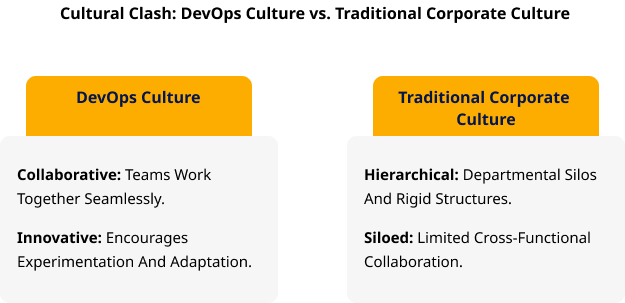 Cultural Clash: DevOps Culture vs. Traditional Corporate Culture
DevOps Culture
Collaborative: Teams Work
Together Seamlessly.
Innovative: Encourages
Experimentation And Adaptation.
Traditional Corporate
Culture
Hierarchical: Departmental Silos
And Rigid Structures.
Siloed: Limited Cross-Functional
Collaboration.